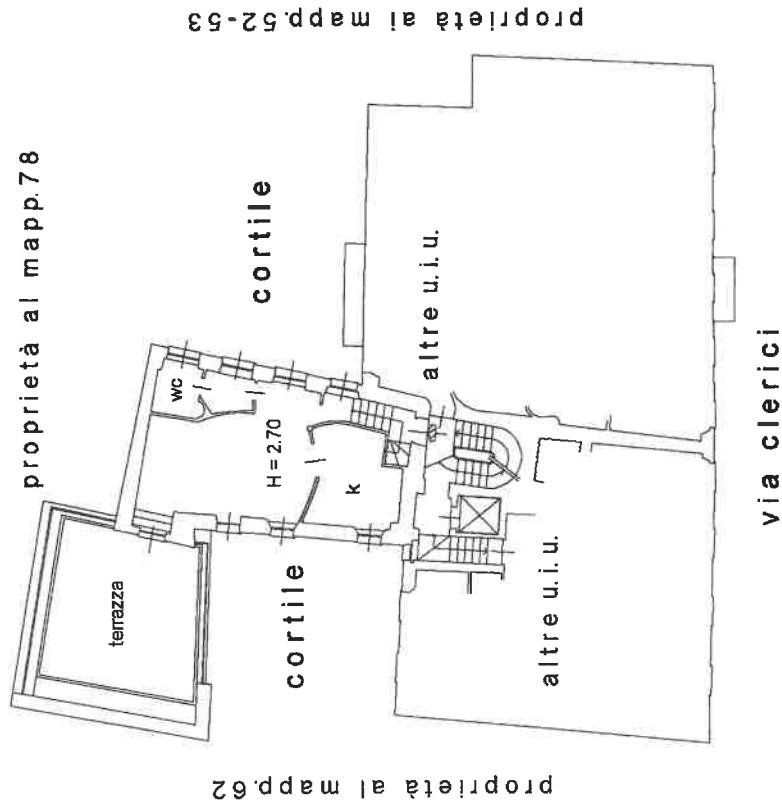 proprietà ai mapp.52-53
proprietà al mapp.78
cortile
altre u.i.u.
wc
H = 2.70
k
terrazza
cortile
altre u.i.u.
via clerici
proprietà al mapp.62